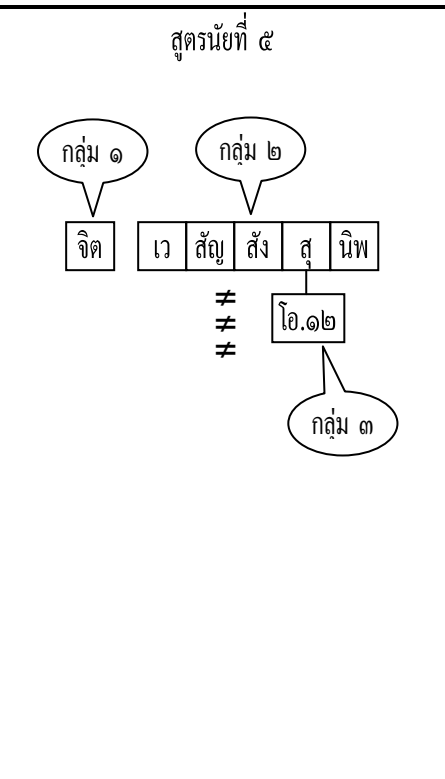 สูตรนัยที่ ๕
กลุ่ม ๑
กลุ่ม ๒
จิต เว สัญ สัง สุ นิพ
≠
≠
≠
โอ.๑๒
กลุ่ม ๓